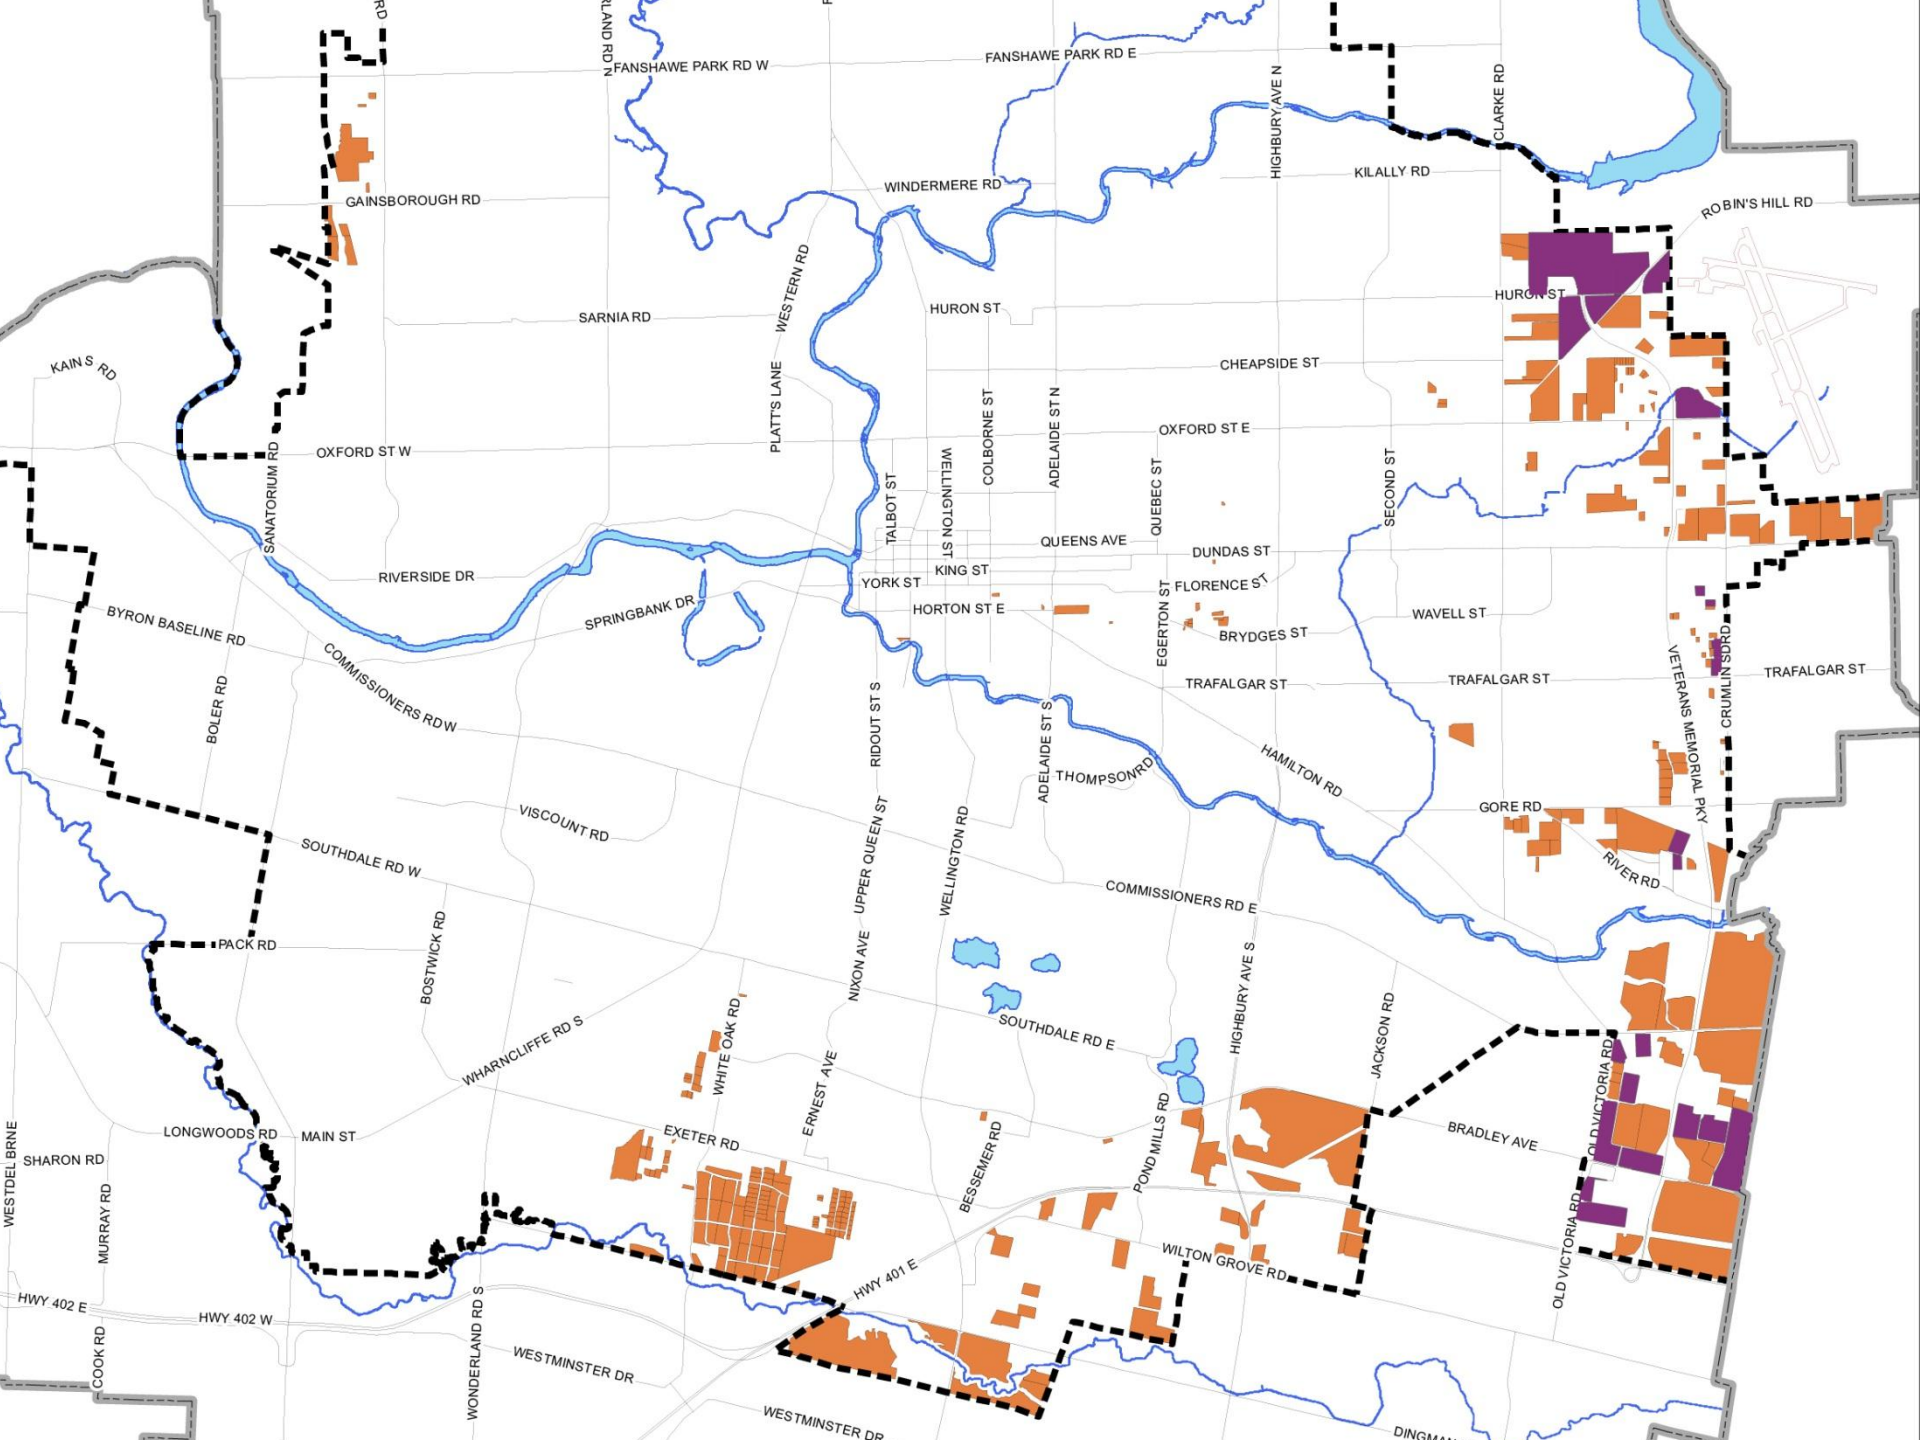 RD
RLAND RD N
FANSHAWE PARK RD W
FANSHAWE PARK RD E
HIGHBURY AVE N
CLARKE RD
KILALLY RD
WINDERMERE RD
GAINSBOROUGH RD
ROBIN'S HILL RD
WESTERN RD
HURON ST
HURON ST
SARNIA RD
KAINS RD
CHEAPSIDE ST
PLATT'S LANE
COLBORNE ST
ADELAIDE ST N
OXFORD ST E
OXFORD ST W
SANATORIUM RD
TALBOT ST
WELLINGTON ST
QUEBEC ST
SECOND ST
QUEENS AVE
DUNDAS ST
KING ST
YORK ST
FLORENCE ST
RIVERSIDE DR
HORTON ST E
EGERTON ST
WAVELL ST
SPRINGBANK DR
BYRON BASELINE RD
BRYDGES ST
COMMISSIONERS RD W
TRAFALGAR ST
TRAFALGAR ST
TRAFALGAR ST
CRUMLIN SDRD
VETERANS MEMORIAL PKY
BOLER RD
RIDOUT ST S
ADELAIDE ST S
THOMPSON RD
HAMILTON RD
GORE RD
VISCOUNT RD
UPPER QUEEN ST
WELLINGTON RD
SOUTHDALE RD W
RIVER RD
COMMISSIONERS RD E
PACK RD
BOSTWICK RD
NIXON AVE
HIGHBURY AVE S
JACKSON RD
SOUTHDALE RD E
WHARNCLIFFE RD S
WHITE OAK RD
ERNEST AVE
OLD VICTORIA RD
POND MILLS RD
BRADLEY AVE
LONGWOODS RD
MAIN ST
EXETER RD
SHARON RD
WESTDEL BRNE
MURRAY RD
BESSEMER RD
OLD VICTORIA RD
WILTON GROVE RD
HWY 401 E
HWY 402 E
HWY 402 W
COOK RD
WONDERLAND RD S
WESTMINSTER DR
WESTMINSTER DR
DINGMAN